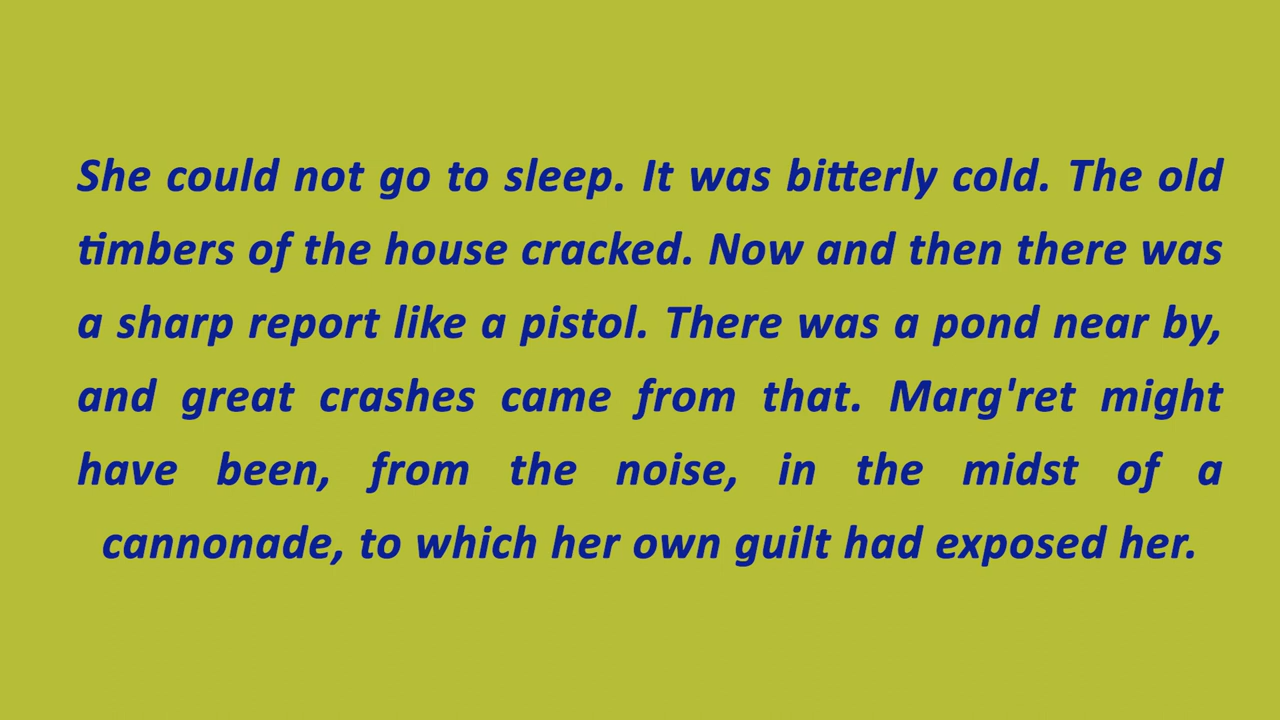 She could not go to sleep. It was bitterly cold. The old
timbers of the house cracked. Now and then there was
a sharp report like a pistol. There was a pond near by,
and great crashes came from that. Marg'ret might
have been, from the noise, in the midst of a
cannonade, to which her own guilt had exposed her.